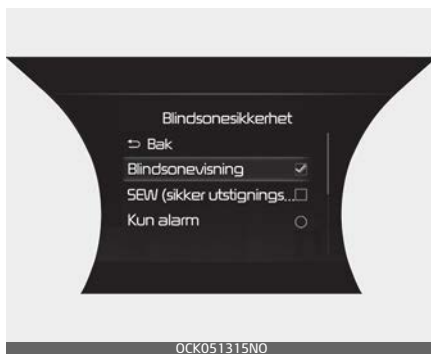 Blindsonesikkerhet
⮌ Bak
Blindsonevisning
SEW (sikker utstignings...
Kun alarm
OCK051315NO